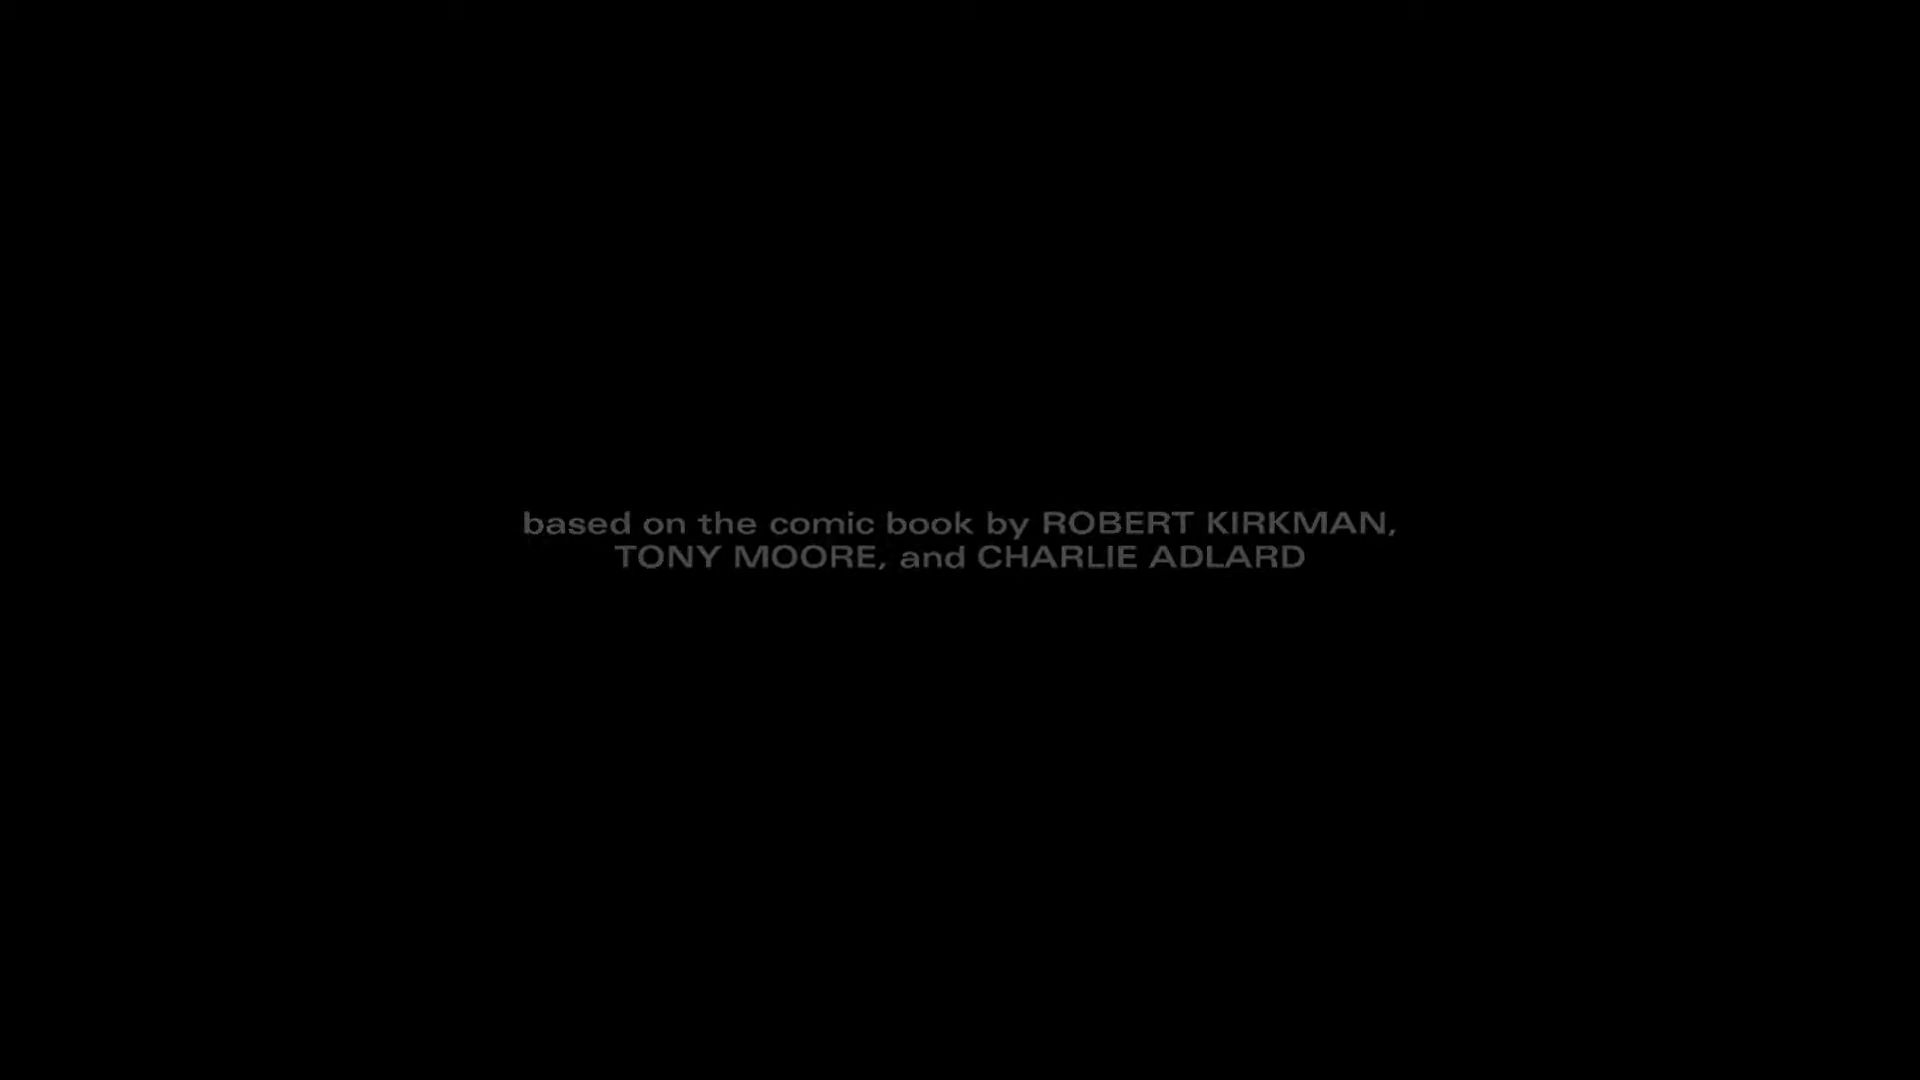 based on the comic book by ROBERT KIRKMAN,
TONY MOORE, and CHARLIE ADLARD